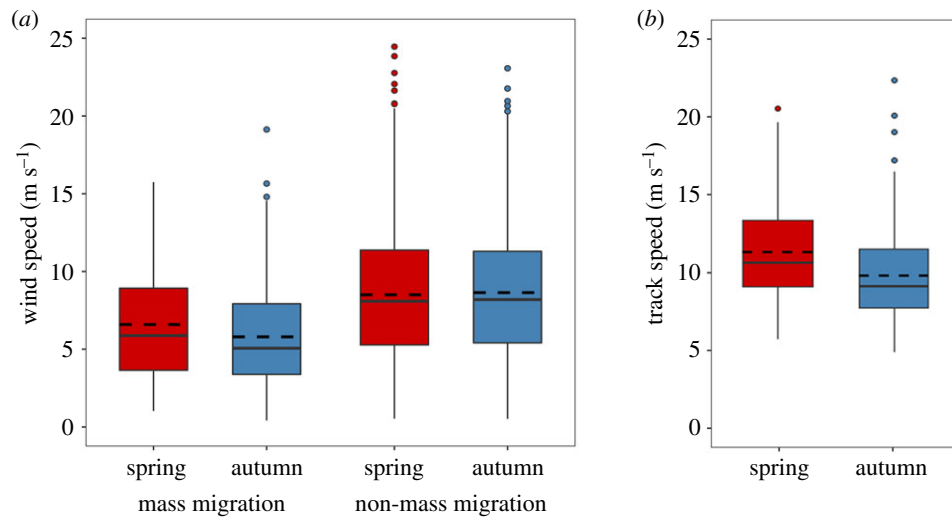 (a)
wind speed (m s⁻¹)
25
20
15
10
5
0
spring autumn spring autumn
mass migration non-mass migration
(b)
track speed (m s⁻¹)
25
20
15
10
5
0
spring autumn